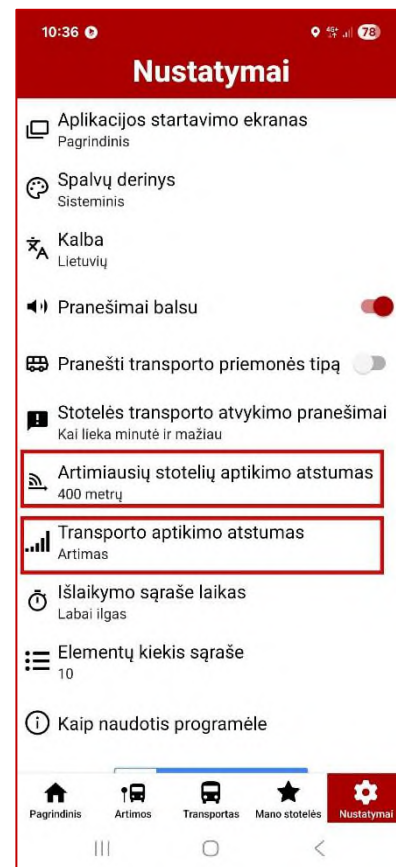 10:36
4G+ 78
Nustatymai
Aplikacijos startavimo ekranas
Pagrindinis
Spalvų derinys
Sisteminis
Kalba
Lietuvių
Pranešimai balsu
Pranešti transporto priemonės tipą
Stotelės transporto atvykimo pranešimai
Kai lieka minutė ir mažiau
Artimiausių stotelių aptikimo atstumas
400 metrų
Transporto aptikimo atstumas
Artimas
Išlaikymo sąraše laikas
Labai ilgas
Elementų kiekis sąraše
10
Kaip naudotis programėle
Pagrindinis Artimos Transportas Mano stotelės Nustatymai